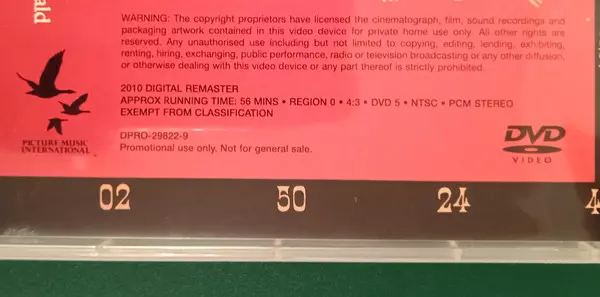 ald
WARNING: The copyright proprietors have licensed the cinematograph, film, sound recordings and
packaging artwork contained in this video device for private home use only. All other rights are
reserved. Any unauthorised use including but not limited to copying, editing, lending, exhibiting,
renting, hiring, exchanging, public performance, radio or television broadcasting or any other diffusion,
or otherwise dealing with this video device or any part thereof is strictly prohibited.
2010 DIGITAL REMASTER
APPROX RUNNING TIME: 56 MINS • REGION 0 • 4:3 • DVD 5 • NTSC • PCM STEREO
EXEMPT FROM CLASSIFICATION
DPRO-29822-9
Promotional use only. Not for general sale.
PICTURE MUSIC
INTERNATIONAL
DVD
VIDEO
02
50
24
4